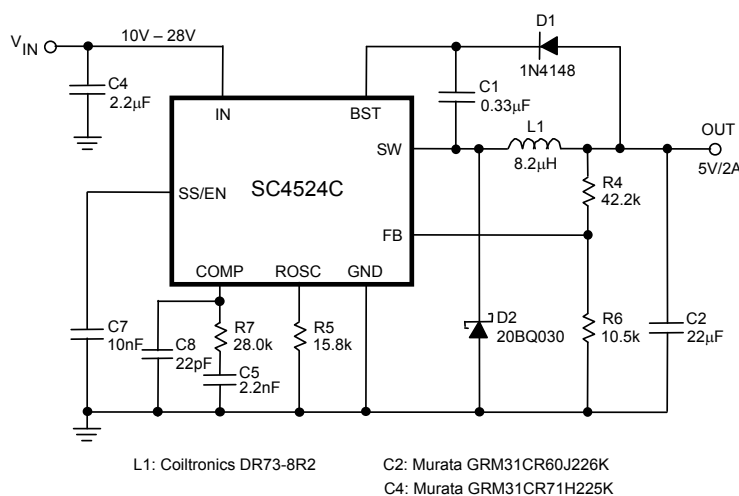 V IN
10V – 28V
D1
1N4148
C4
2.2µF
C1
0.33µF
IN
BST
L1
8.2µH
OUT
5V/2A
SW
SS/EN
SC4524C
R4
42.2k
FB
COMP
ROSC
GND
C7
10nF
C8
22pF
R7
28.0k
C5
2.2nF
R5
15.8k
D2
20BQ030
R6
10.5k
C2
22µF
L1: Coiltronics DR73-8R2
C2: Murata GRM31CR60J226K
C4: Murata GRM31CR71H225K